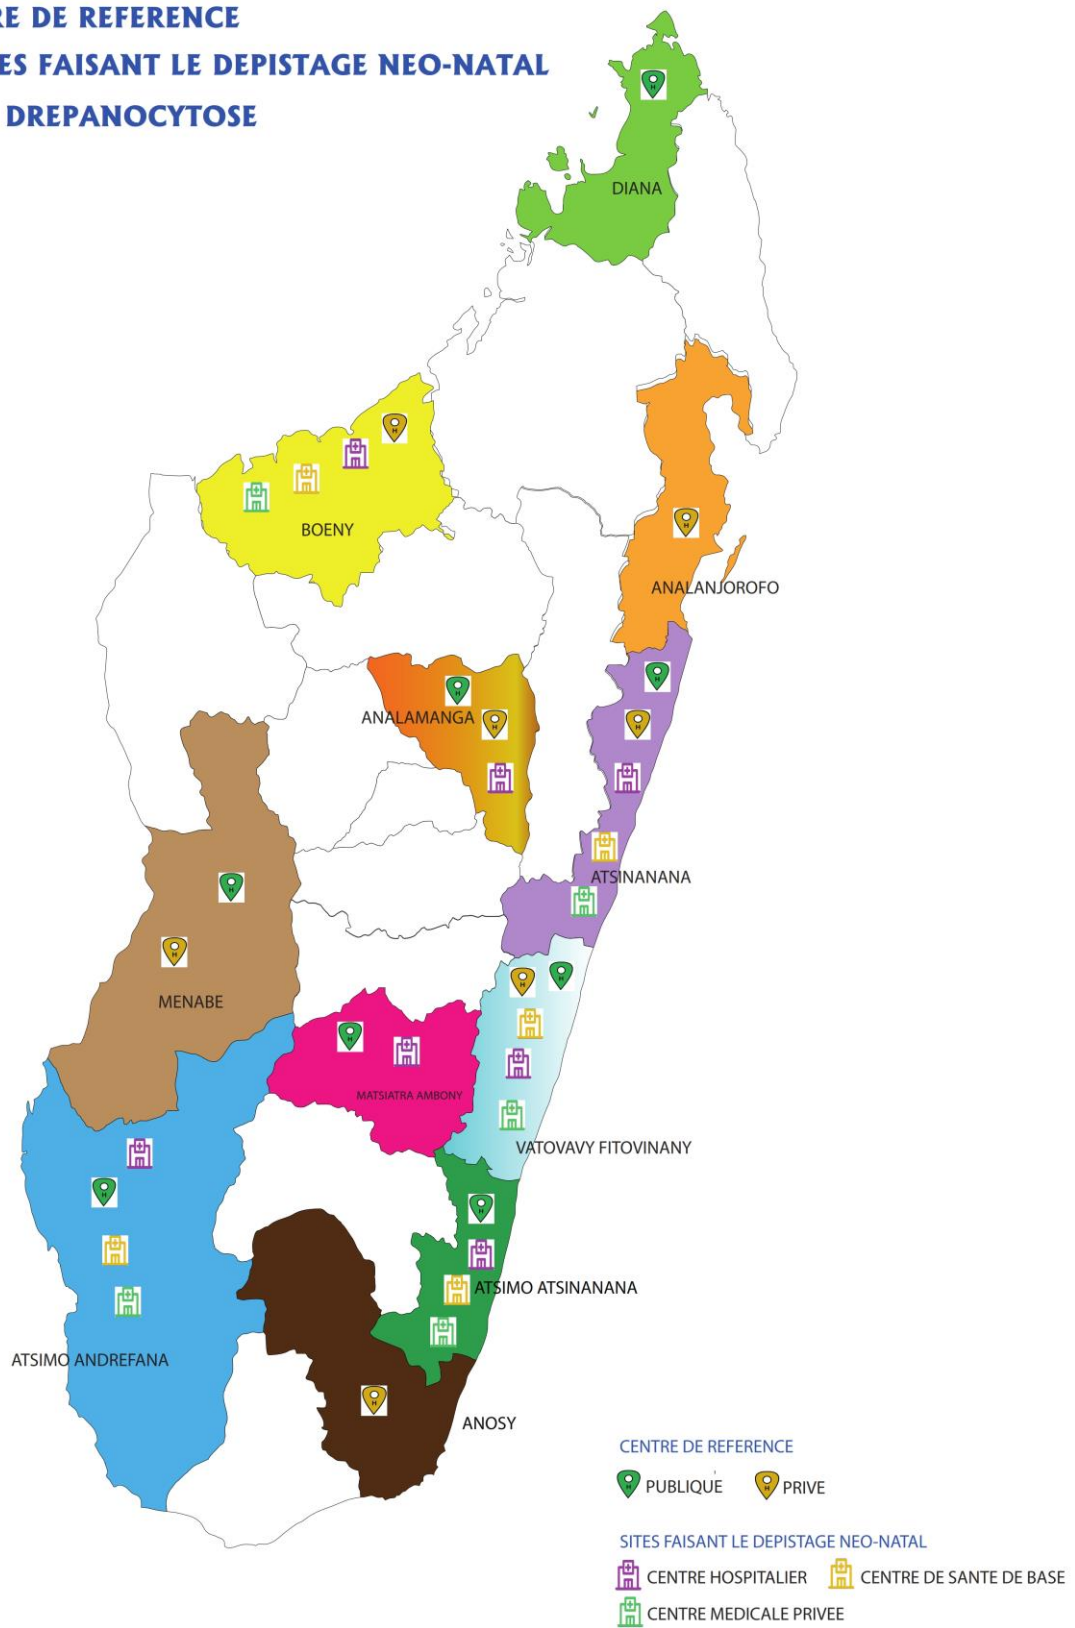 DE REFERENCE
FAISANT LE DEPISTAGE NEO-NATAL
DREPANOCYTOSE
DIANA
BOENY
ANALANJOROFO
ANALAMANGA
ATSINANANA
MENABE
MATSIATRA AMBONY
VATOVAVY FITOVINANY
ATSIMO ATSINANANA
ATSIMO ANDREFANA
ANOSY
CENTRE DE REFERENCE
PUBLIQUE PRIVE
SITES FAISANT LE DEPISTAGE NEO-NATAL
CENTRE HOSPITALIER CENTRE DE SANTE DE BASE
CENTRE MEDICALE PRIVEE